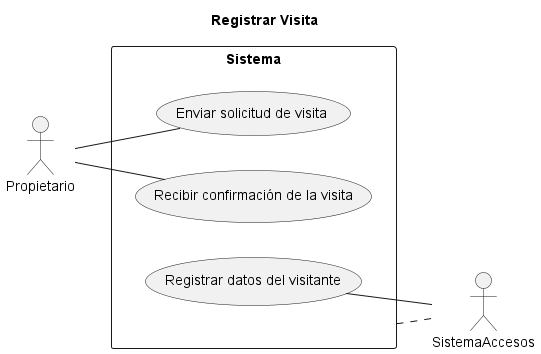 Registrar Visita
Sistema
Enviar solicitud de visita
Propietario
Recibir confirmación de la visita
Registrar datos del visitante
SistemaAccesos